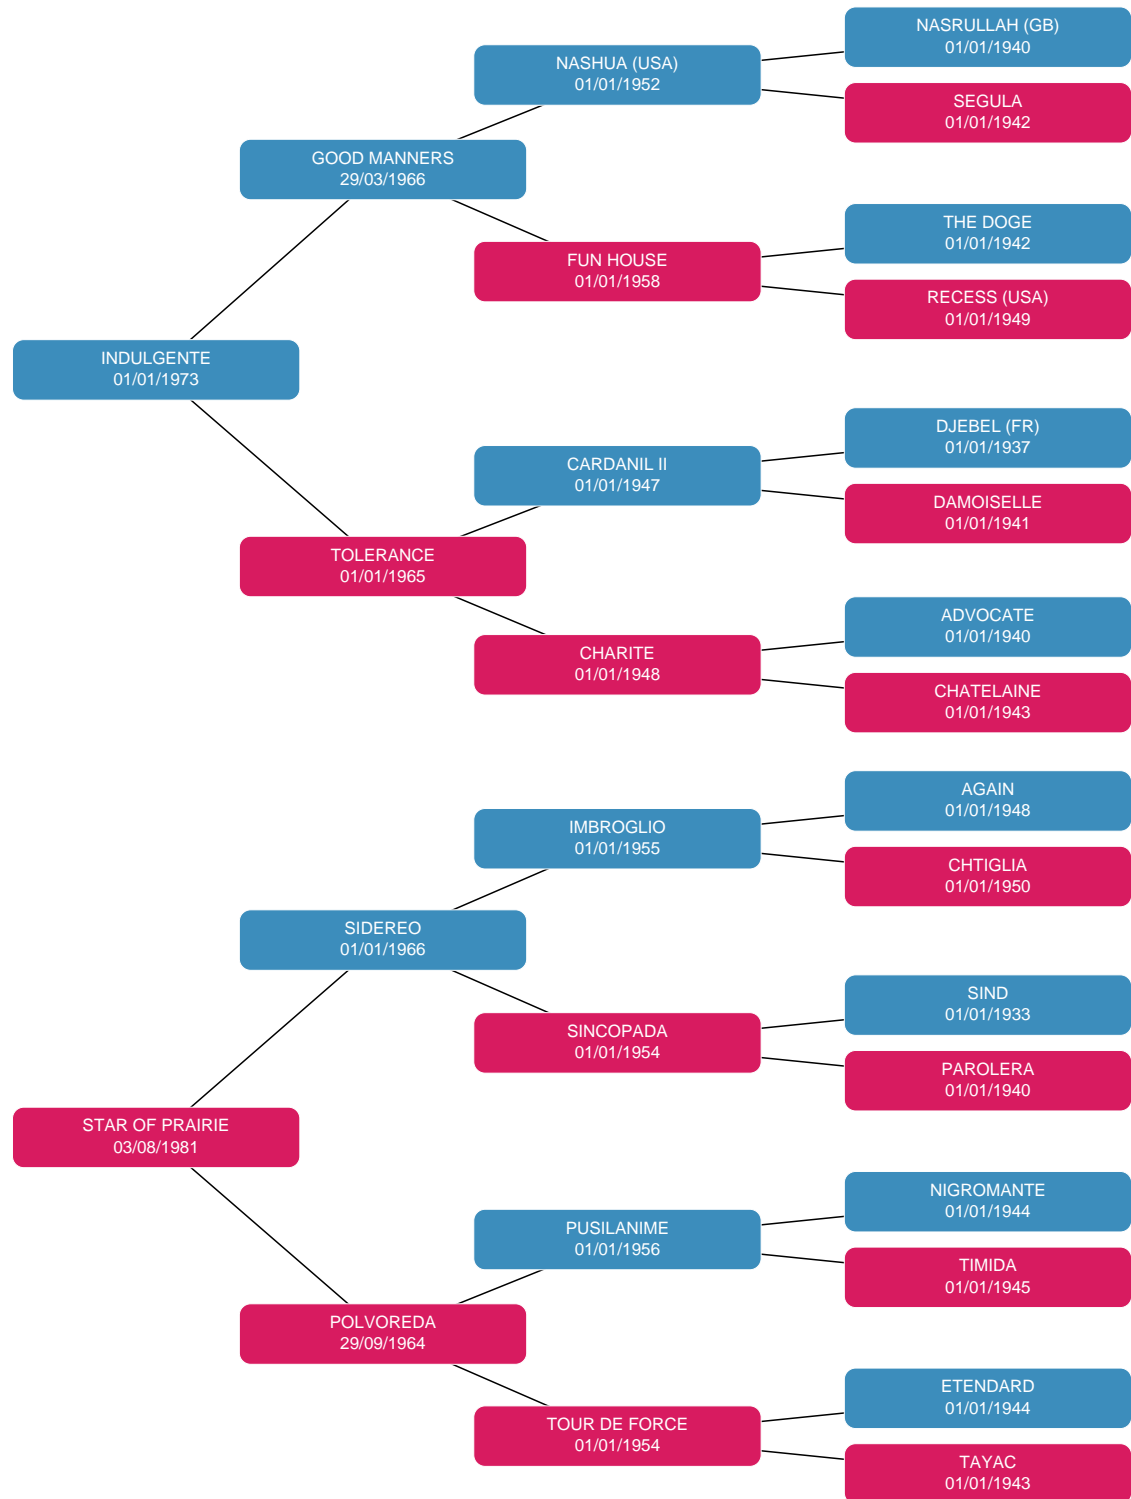 NASRULLAH (GB)
01/01/1940
NASHUA (USA)
01/01/1952
SEGULA
01/01/1942
GOOD MANNERS
29/03/1966
THE DOGE
01/01/1942
FUN HOUSE
01/01/1958
RECESS (USA)
01/01/1949
INDULGENTE
01/01/1973
DJEBEL (FR)
01/01/1937
CARDANIL II
01/01/1947
DAMOISELLE
01/01/1941
TOLERANCE
01/01/1965
ADVOCATE
01/01/1940
CHARITE
01/01/1948
CHATELAINE
01/01/1943
AGAIN
01/01/1948
IMBROGLIO
01/01/1955
CHTIGLIA
01/01/1950
SIDEREO
01/01/1966
SIND
01/01/1933
SINCOPADA
01/01/1954
PAROLERA
01/01/1940
STAR OF PRAIRIE
03/08/1981
NIGROMANTE
01/01/1944
PUSILANIME
01/01/1956
TIMIDA
01/01/1945
POLVOREDA
29/09/1964
ETENDARD
01/01/1944
TOUR DE FORCE
01/01/1954
TAYAC
01/01/1943